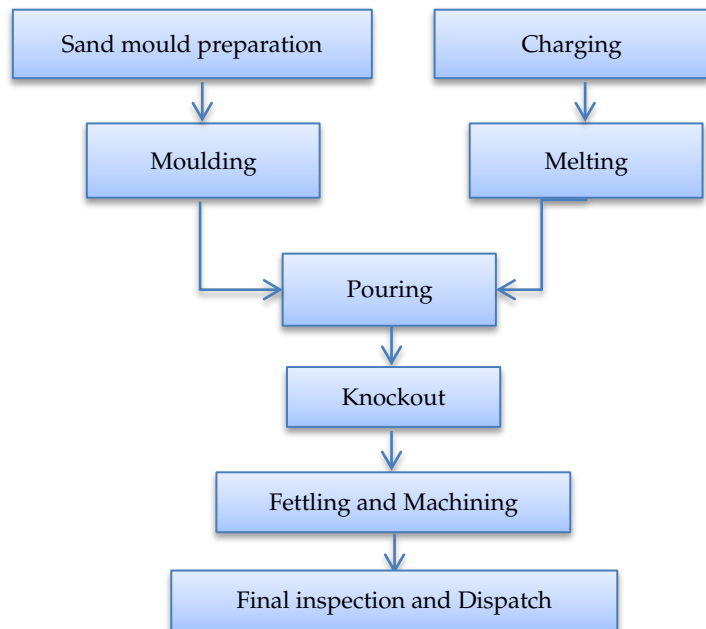 Sand mould preparation
Charging
Moulding
Melting
Pouring
Knockout
Fettling and Machining
Final inspection and Dispatch